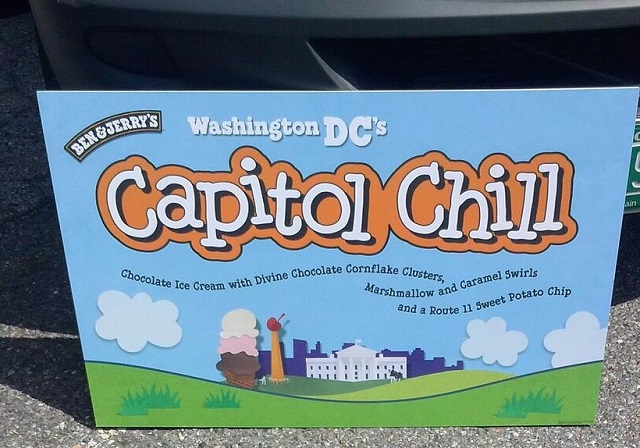 BEN & JERRY'S
Washington DC's
Capitol Chill
Chocolate Ice Cream with Divine Chocolate Cornflake Clusters,
Marshmallow and Caramel Swirls
and a Route 11 Sweet Potato Chip